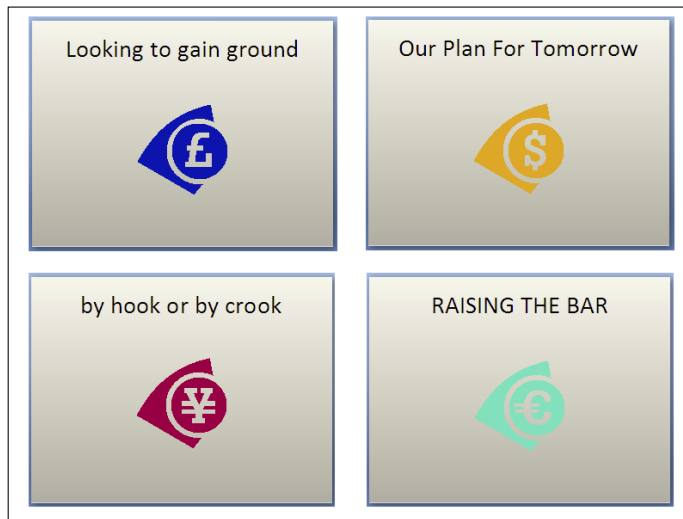 Looking to gain ground
Our Plan For Tomorrow
£
$
by hook or by crook
RAISING THE BAR
¥
€